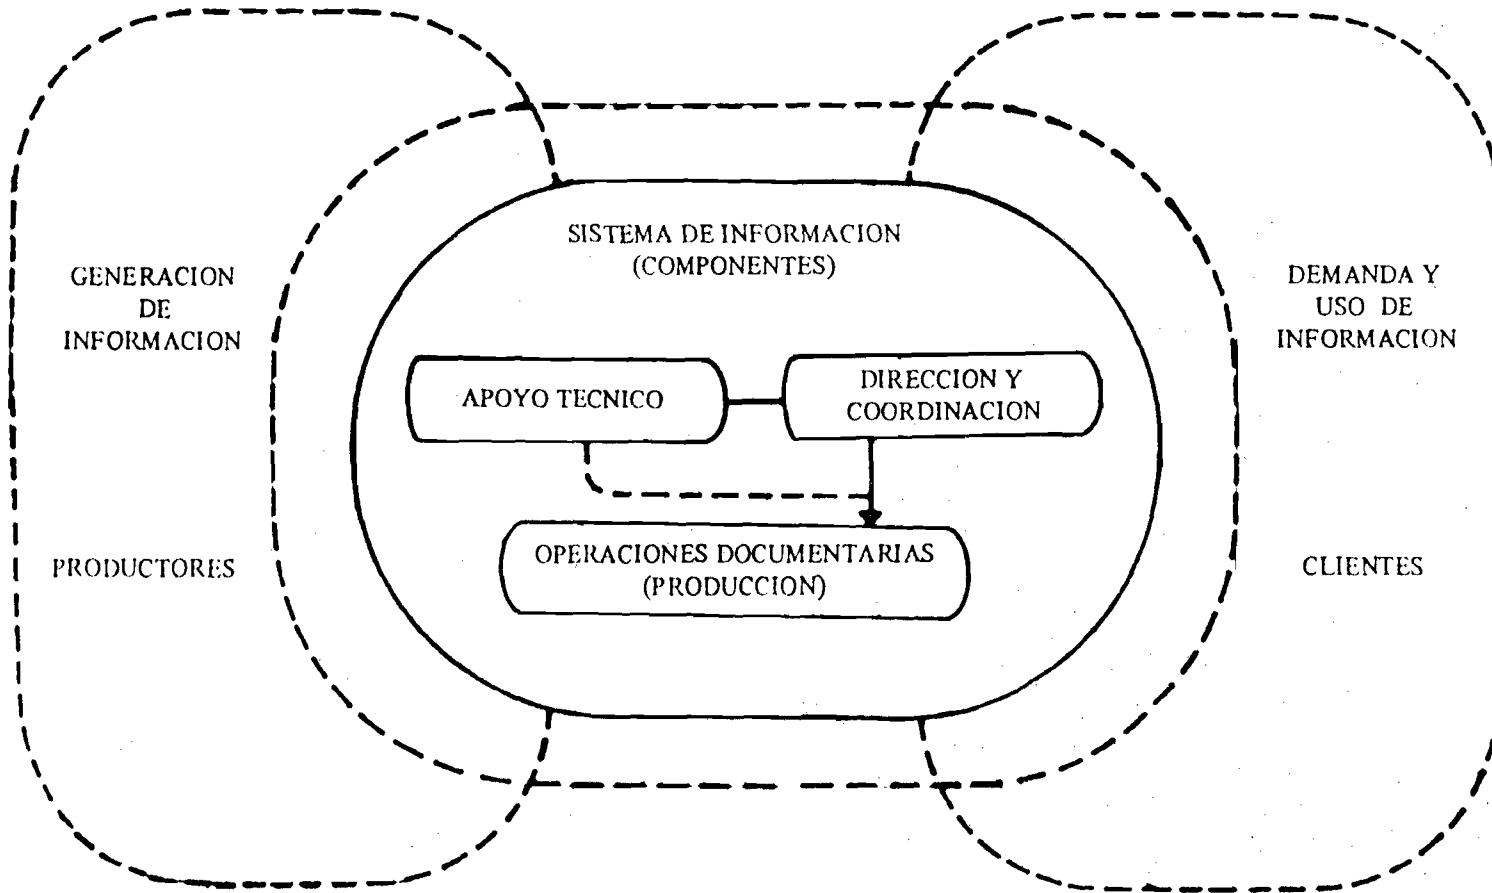 SISTEMA DE INFORMACION
(COMPONENTES)
GENERACION
DE
INFORMACION
DEMANDA Y
USO DE
INFORMACION
APOYO TECNICO
DIRECCION Y
COORDINACION
OPERACIONES DOCUMENTARIAS
(PRODUCCION)
PRODUCTORES
CLIENTES